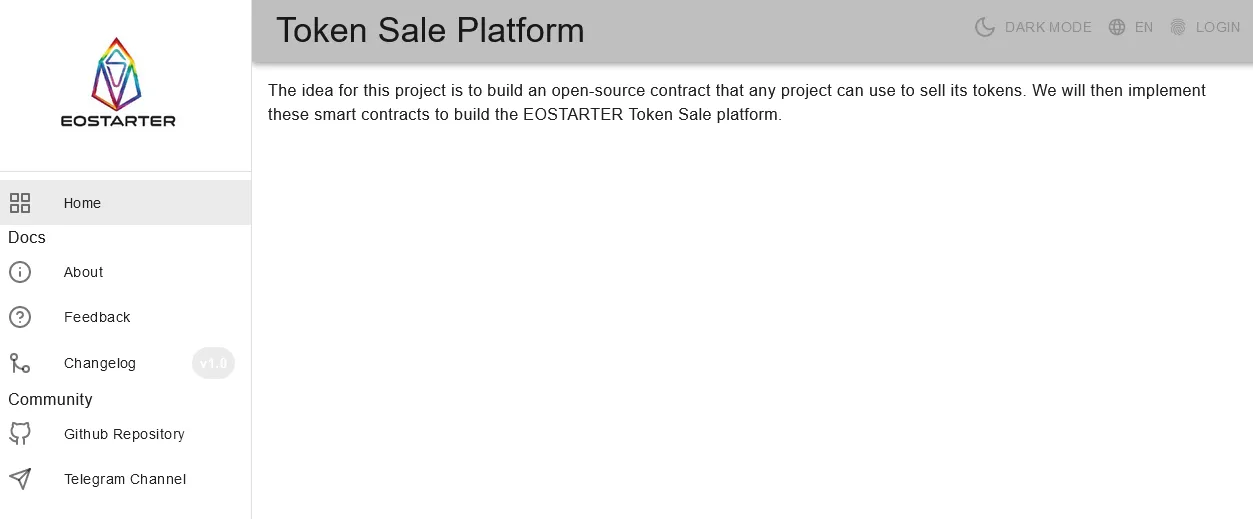 EOSTARTER
Token Sale Platform
DARK MODE
EN
LOGIN
Home
Docs
About
Feedback
Changelog
v1.0
Community
Github Repository
Telegram Channel
The idea for this project is to build an open-source contract that any project can use to sell its tokens. We will then implement
these smart contracts to build the EOSTARTER Token Sale platform.